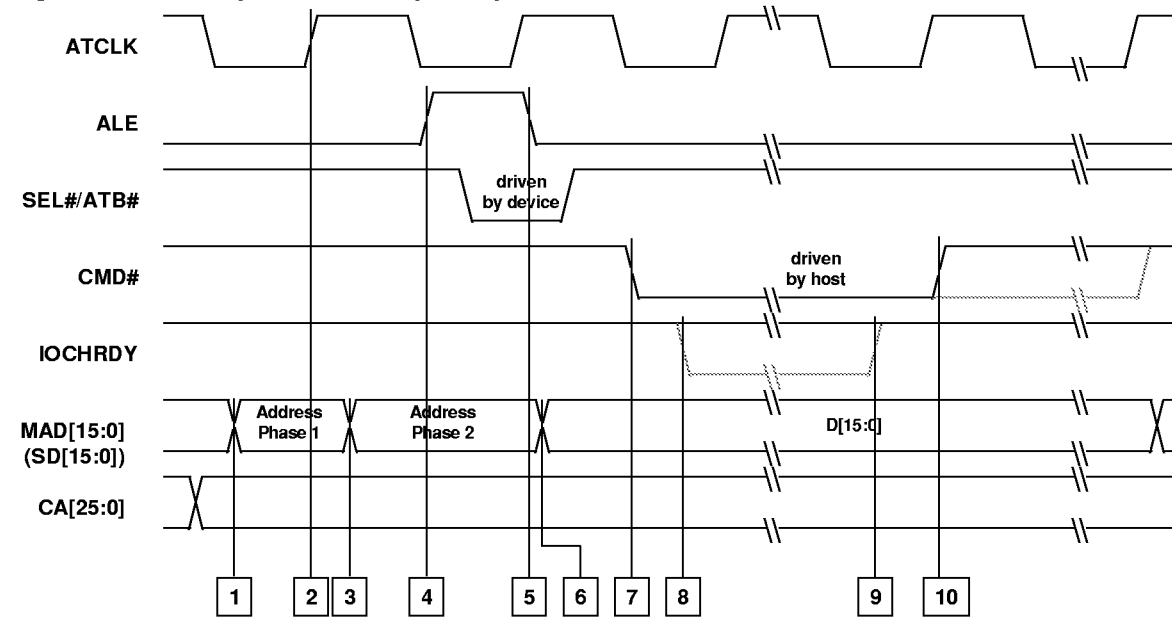 ATCLK
ALE
SEL#/ATB#
driven
by device
CMD#
driven
by host
IOCHRDY
MAD[15:0]
(SD[15:0])
Address
Phase 1
Address
Phase 2
D[15:0]
CA[25:0]
1 2 3 4 5 6 7 8 9 10